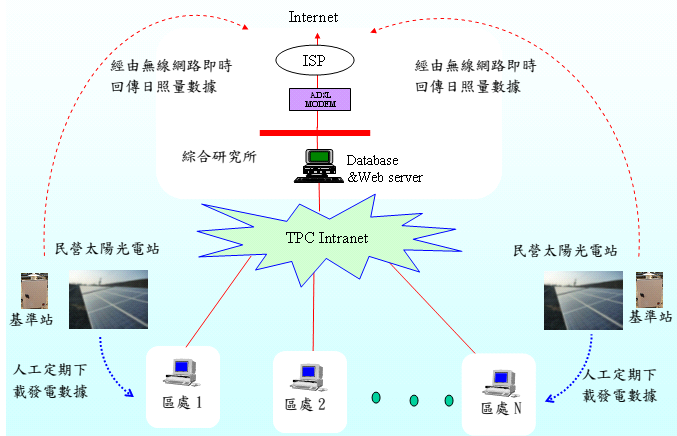 Internet
ISP
經由無線網路即時
回傳日照量數據
經由無線網路即時
回傳日照量數據
ADSL
MODEM
綜合研究所
Database
&Web server
TPC Intranet
民營太陽光電站
民營太陽光電站
基準站
基準站
人工定期下
載發電數據
人工定期下
載發電數據
區處 1
區處 2
區處 N